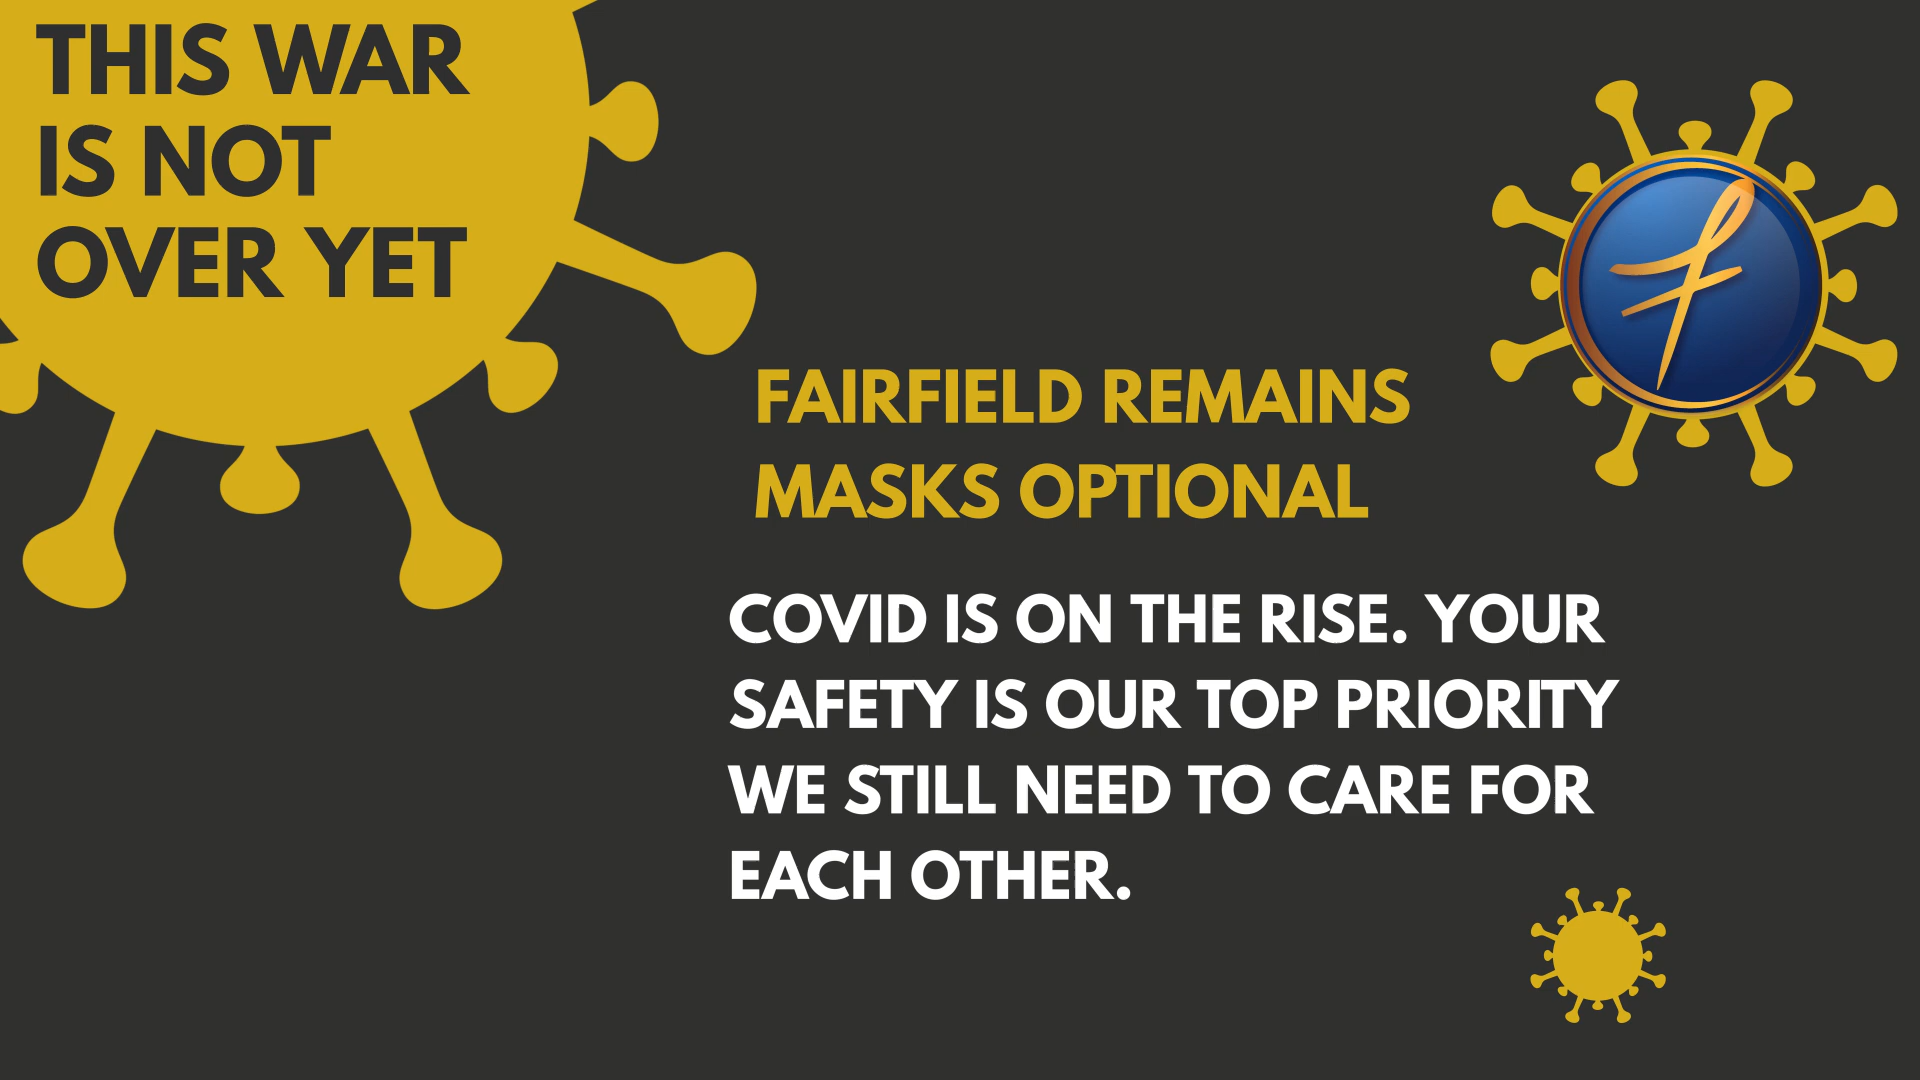 THIS WAR
IS NOT
OVER YET
FAIRFIELD REMAINS
MASKS OPTIONAL
COVID IS ON THE RISE. YOUR
SAFETY IS OUR TOP PRIORITY
WE STILL NEED TO CARE FOR
EACH OTHER.
f